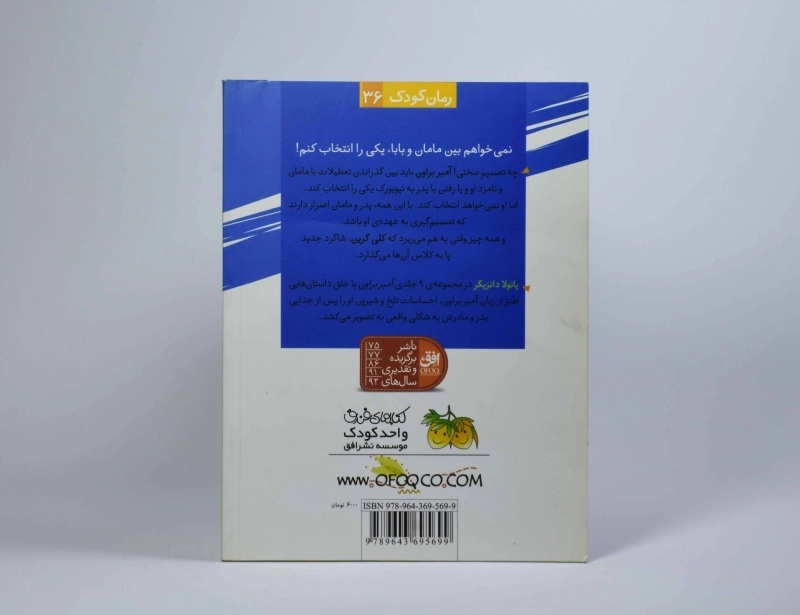 رمان کودک ۳۶
نمی‌خواهم بین مامان و بابا، یکی را انتخاب کنم!
چه تصمیم سختی! آمبر براون باید بین گذراندن تعطیلات با مامان
و نامزد او و یا رفتن با پدر به نیویورک یکی را انتخاب کند.
اما او نمی‌خواهد انتخاب کند. با این همه، پدر و مامان اصرار دارند
که تصمیم‌گیری به عهده‌ی او باشد.
و همه چیز وقتی به هم می‌ریزد که کلی گرین، شاگرد جدید
پا به کلاس آن‌ها می‌گذارد.
پائولا دانزیگر در مجموعه‌ی ۹ جلدی آمبر براون با خلق داستان‌هایی
طنز از زبان آمبر براون، احساسات تلخ و شیرین او را پس از جدایی
پدر و مادرش به شکلی واقعی به تصویر می‌کشد.
ناشر
برگزیده
و تقدیری
سال‌های
۷۵
۷۷
۸۶
۹۱
۹۲
افق
OFOQ
کتاب‌های فندق
واحد کودک
موسسه نشر افق
www.OFOQCO.COM
ISBN 978-964-369-569-9
۶۰۰۰ تومان
9 789643 695699